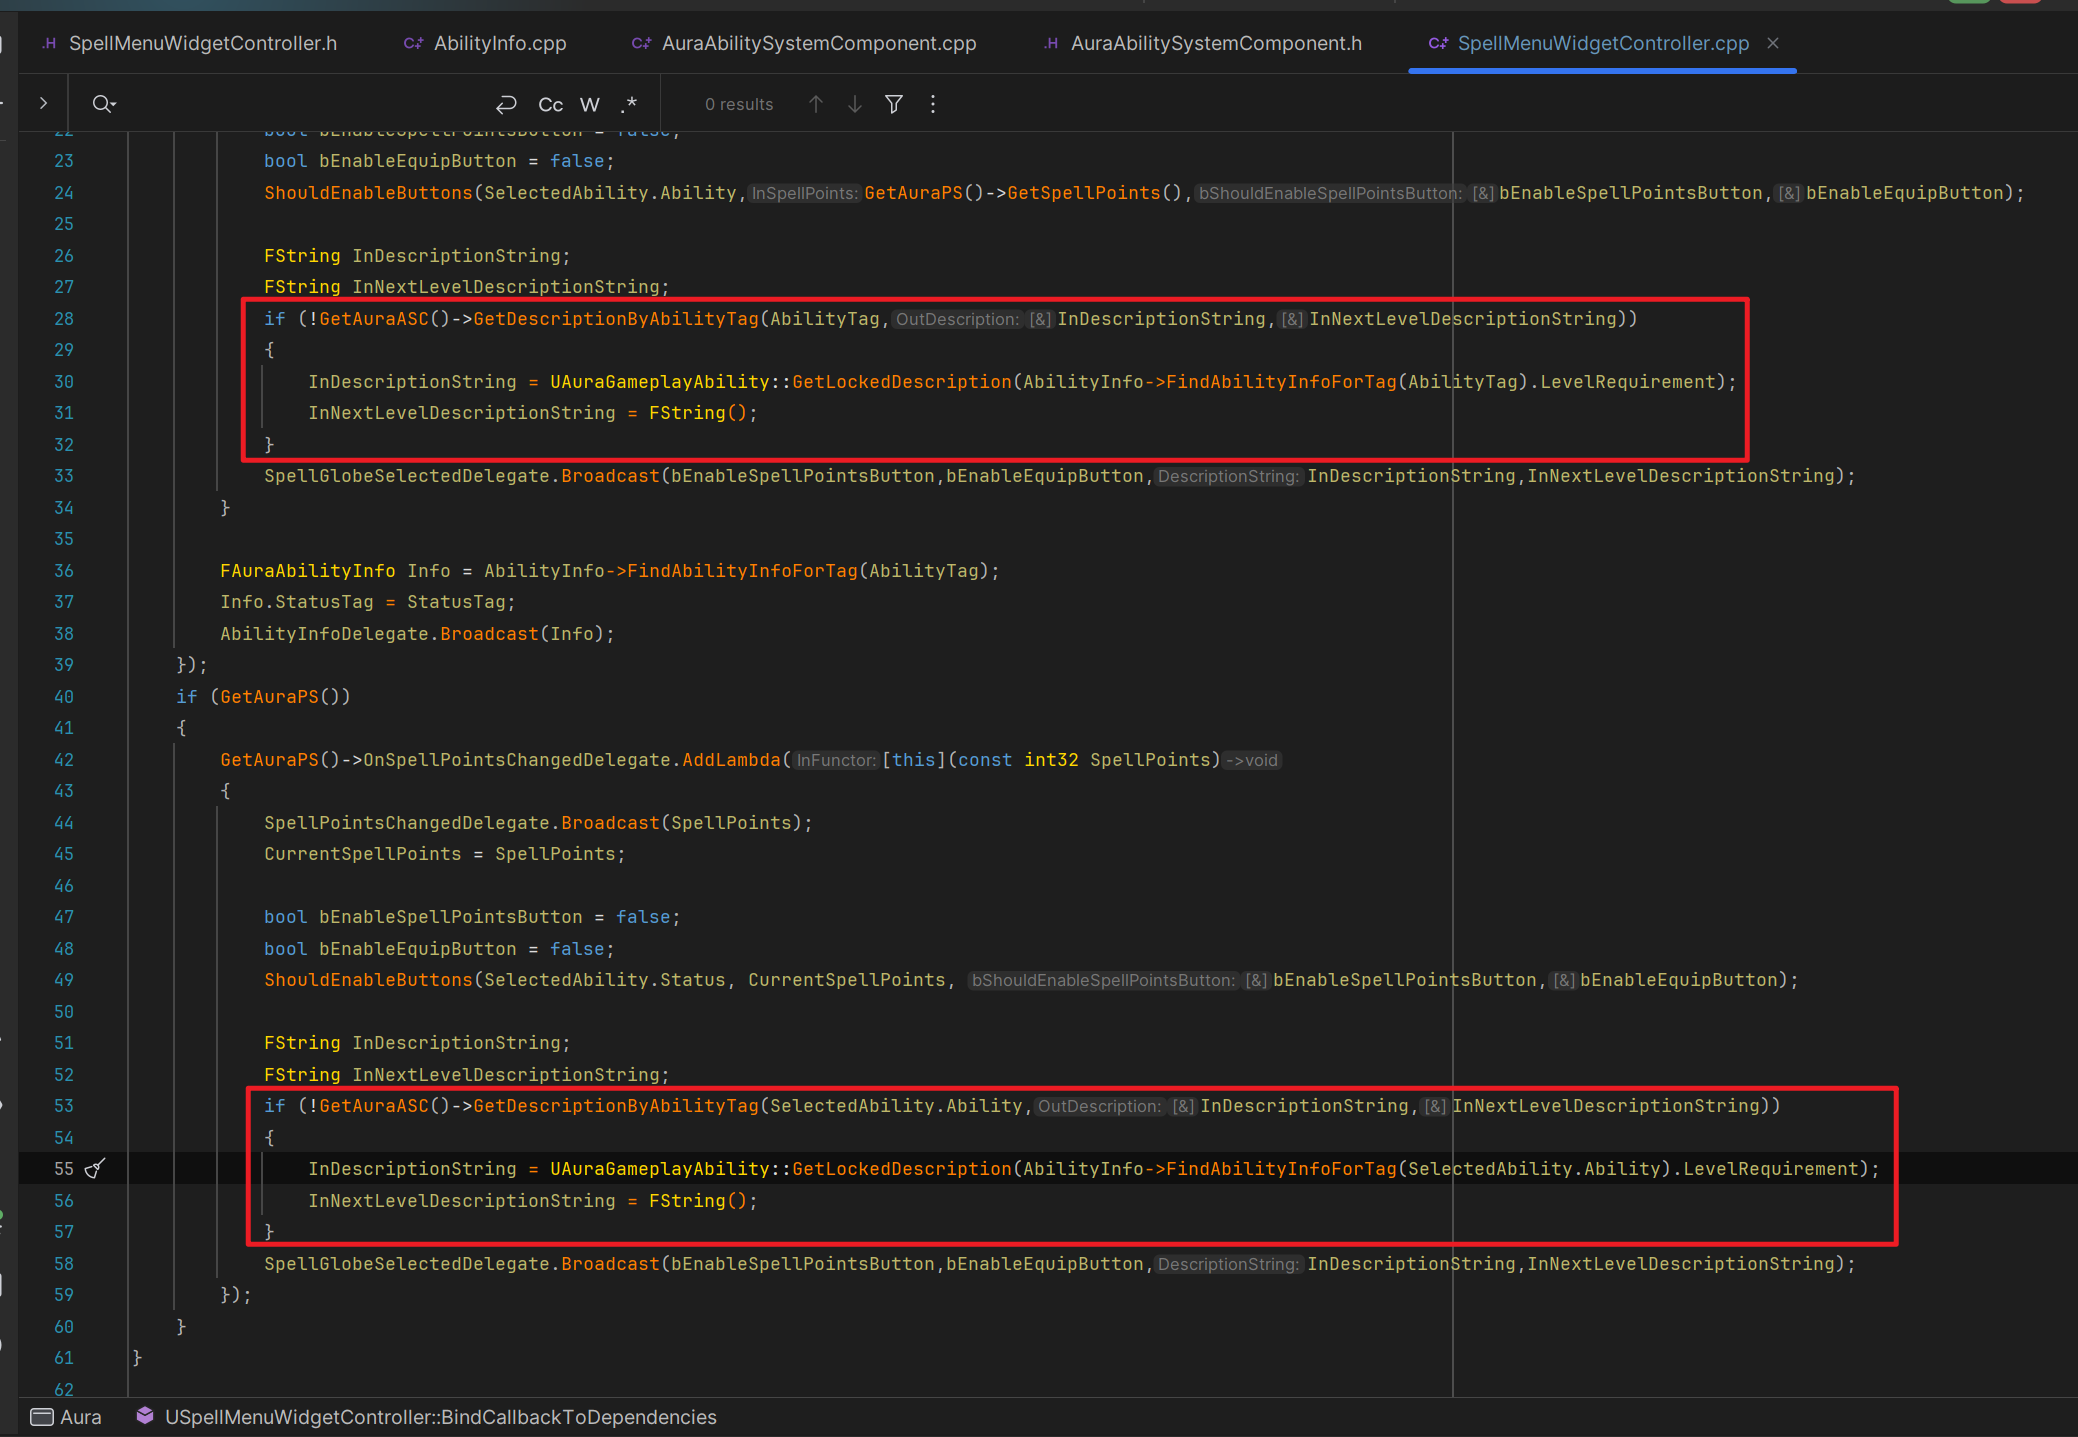 SpellMenuWidgetController.h AbilityInfo.cpp AuraAbilitySystemComponent.cpp AuraAbilitySystemComponent.h SpellMenuWidgetController.cpp
Cc W .* 0 results
22 bool bEnableSpellPointsButton = false;
23 bool bEnableEquipButton = false;
24 ShouldEnableButtons(SelectedAbility.Ability, InSpellPoints: GetAuraPS()->GetSpellPoints(), bShouldEnableSpellPointsButton: [&] bEnableSpellPointsButton, [&] bEnableEquipButton);
25
26 FString InDescriptionString;
27 FString InNextLevelDescriptionString;
28 if (!GetAuraASC()->GetDescriptionByAbilityTag(AbilityTag, OutDescription: [&] InDescriptionString, [&] InNextLevelDescriptionString))
29 {
30 InDescriptionString = UAuraGameplayAbility::GetLockedDescription(AbilityInfo->FindAbilityInfoForTag(AbilityTag).LevelRequirement);
31 InNextLevelDescriptionString = FString();
32 }
33 SpellGlobeSelectedDelegate.Broadcast(bEnableSpellPointsButton,bEnableEquipButton, DescriptionString: InDescriptionString,InNextLevelDescriptionString);
34 }
35
36 FAuraAbilityInfo Info = AbilityInfo->FindAbilityInfoForTag(AbilityTag);
37 Info.StatusTag = StatusTag;
38 AbilityInfoDelegate.Broadcast(Info);
39 });
40 if (GetAuraPS())
41 {
42 GetAuraPS()->OnSpellPointsChangedDelegate.AddLambda( InFunctor: [this](const int32 SpellPoints) ->void
43 {
44 SpellPointsChangedDelegate.Broadcast(SpellPoints);
45 CurrentSpellPoints = SpellPoints;
46
47 bool bEnableSpellPointsButton = false;
48 bool bEnableEquipButton = false;
49 ShouldEnableButtons(SelectedAbility.Status, CurrentSpellPoints, bShouldEnableSpellPointsButton: [&] bEnableSpellPointsButton, [&] bEnableEquipButton);
50
51 FString InDescriptionString;
52 FString InNextLevelDescriptionString;
53 if (!GetAuraASC()->GetDescriptionByAbilityTag(SelectedAbility.Ability, OutDescription: [&] InDescriptionString, [&] InNextLevelDescriptionString))
54 {
55 InDescriptionString = UAuraGameplayAbility::GetLockedDescription(AbilityInfo->FindAbilityInfoForTag(SelectedAbility.Ability).LevelRequirement);
56 InNextLevelDescriptionString = FString();
57 }
58 SpellGlobeSelectedDelegate.Broadcast(bEnableSpellPointsButton,bEnableEquipButton, DescriptionString: InDescriptionString,InNextLevelDescriptionString);
59 });
60 }
61 }
62
Aura USpellMenuWidgetController::BindCallbackToDependencies